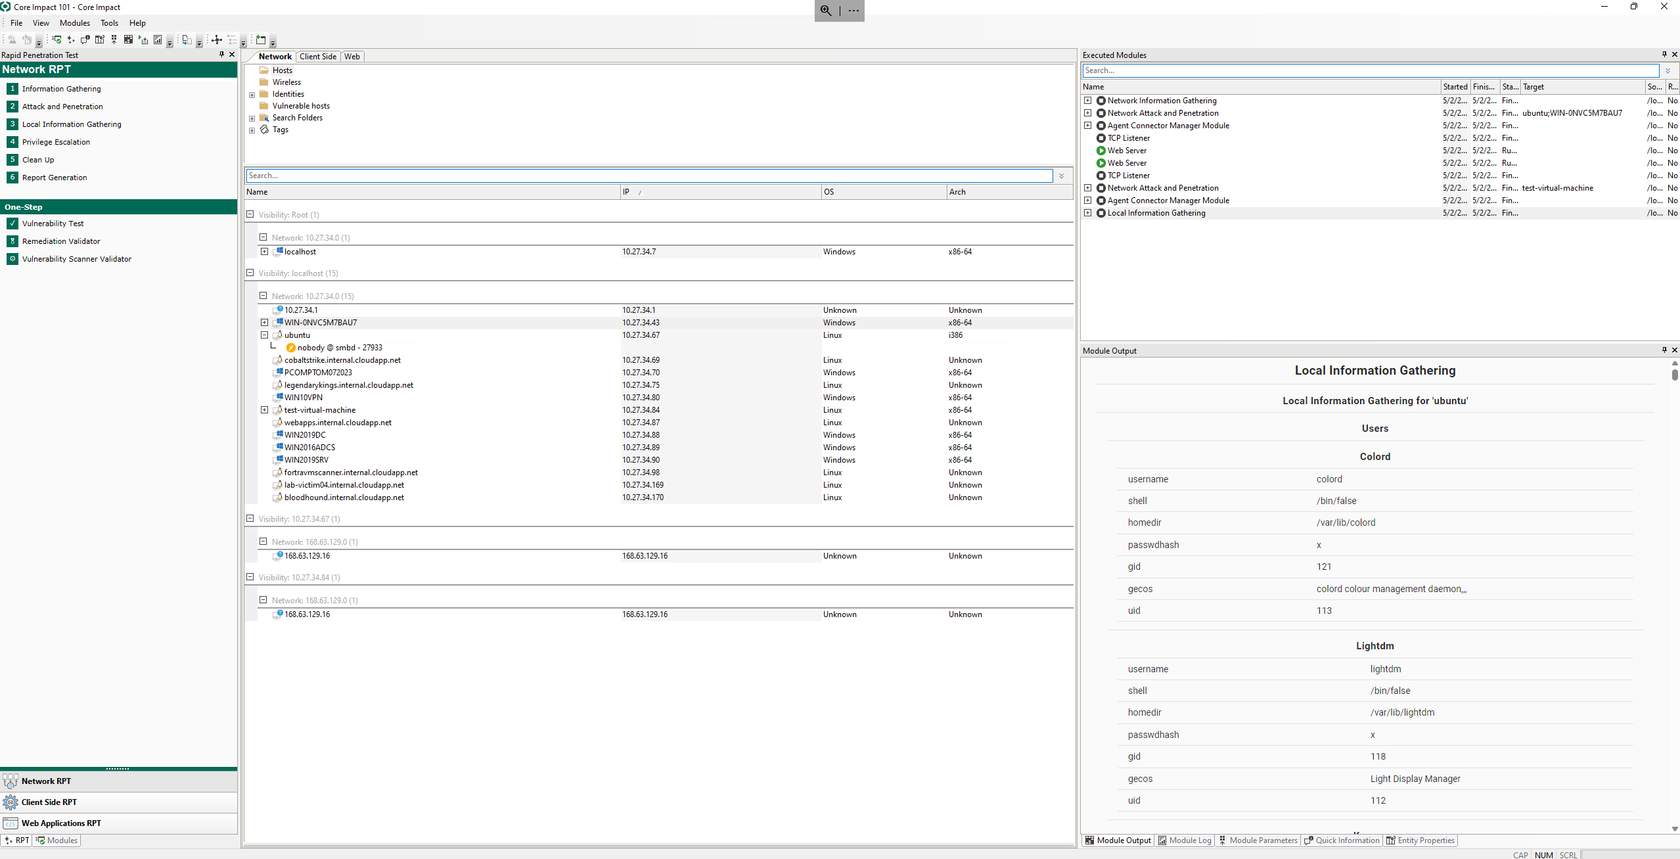 Core Impact 101 - Core Impact
File View Modules Tools Help
Rapid Penetration Test
Network RPT
1 Information Gathering
2 Attack and Penetration
3 Local Information Gathering
4 Privilege Escalation
5 Clean Up
6 Report Generation
One-Step
Vulnerability Test
Remediation Validator
Vulnerability Scanner Validator
Network RPT
Client Side RPT
Web Applications RPT
RPT Modules
Network Client Side Web
Hosts
Wireless
Identities
Vulnerable hosts
Search Folders
Tags
Search...
Name IP OS Arch
Visibility: Root (1)
Network: 10.27.34.0 (1)
localhost 10.27.34.7 Windows x86-64
Visibility: localhost (15)
Network: 10.27.34.0 (15)
10.27.34.1 10.27.34.1 Unknown Unknown
WIN-0NVC5M7BAU7 10.27.34.43 Windows x86-64
ubuntu 10.27.34.67 Linux i386
nobody @ smbd - 27933
cobaltstrike.internal.cloudapp.net 10.27.34.69 Linux Unknown
PCOMPTOM072023 10.27.34.70 Windows x86-64
legendarykings.internal.cloudapp.net 10.27.34.75 Linux Unknown
WIN10VPN 10.27.34.80 Windows x86-64
test-virtual-machine 10.27.34.84 Linux x86-64
webapps.internal.cloudapp.net 10.27.34.87 Linux Unknown
WIN2019DC 10.27.34.88 Windows x86-64
WIN2016ADCS 10.27.34.89 Windows x86-64
WIN2019SRV 10.27.34.90 Windows x86-64
fortravmscanner.internal.cloudapp.net 10.27.34.98 Linux Unknown
lab-victim04.internal.cloudapp.net 10.27.34.169 Linux Unknown
bloodhound.internal.cloudapp.net 10.27.34.170 Linux Unknown
Visibility: 10.27.34.67 (1)
Network: 168.63.129.0 (1)
168.63.129.16 168.63.129.16 Unknown Unknown
Visibility: 10.27.34.84 (1)
Network: 168.63.129.0 (1)
168.63.129.16 168.63.129.16 Unknown Unknown
Executed Modules
Search...
Name Started Finis... Sta... Target So... R...
Network Information Gathering 5/2/2... 5/2/2... Fin... /lo... No
Network Attack and Penetration 5/2/2... 5/2/2... Fin... ubuntu;WIN-0NVC5M7BAU7 /lo... No
Agent Connector Manager Module 5/2/2... 5/2/2... Fin... /lo... No
TCP Listener 5/2/2... 5/2/2... Fin... /lo... No
Web Server 5/2/2... 5/2/2... Ru... /lo... No
Web Server 5/2/2... 5/2/2... Ru... /lo... No
TCP Listener 5/2/2... 5/2/2... Fin... /lo... No
Network Attack and Penetration 5/2/2... 5/2/2... Fin... test-virtual-machine /lo... No
Agent Connector Manager Module 5/2/2... 5/2/2... Fin... /lo... No
Local Information Gathering 5/2/2... 5/2/2... Fin... /lo... No
Module Output
Local Information Gathering
Local Information Gathering for 'ubuntu'
Users
Colord
username colord
shell /bin/false
homedir /var/lib/colord
passwdhash x
gid 121
gecos colord colour management daemon,,,
uid 113
Lightdm
username lightdm
shell /bin/false
homedir /var/lib/lightdm
passwdhash x
gid 118
gecos Light Display Manager
uid 112
Module Output Module Log Module Parameters Quick Information Entity Properties
CAP NUM SCRL